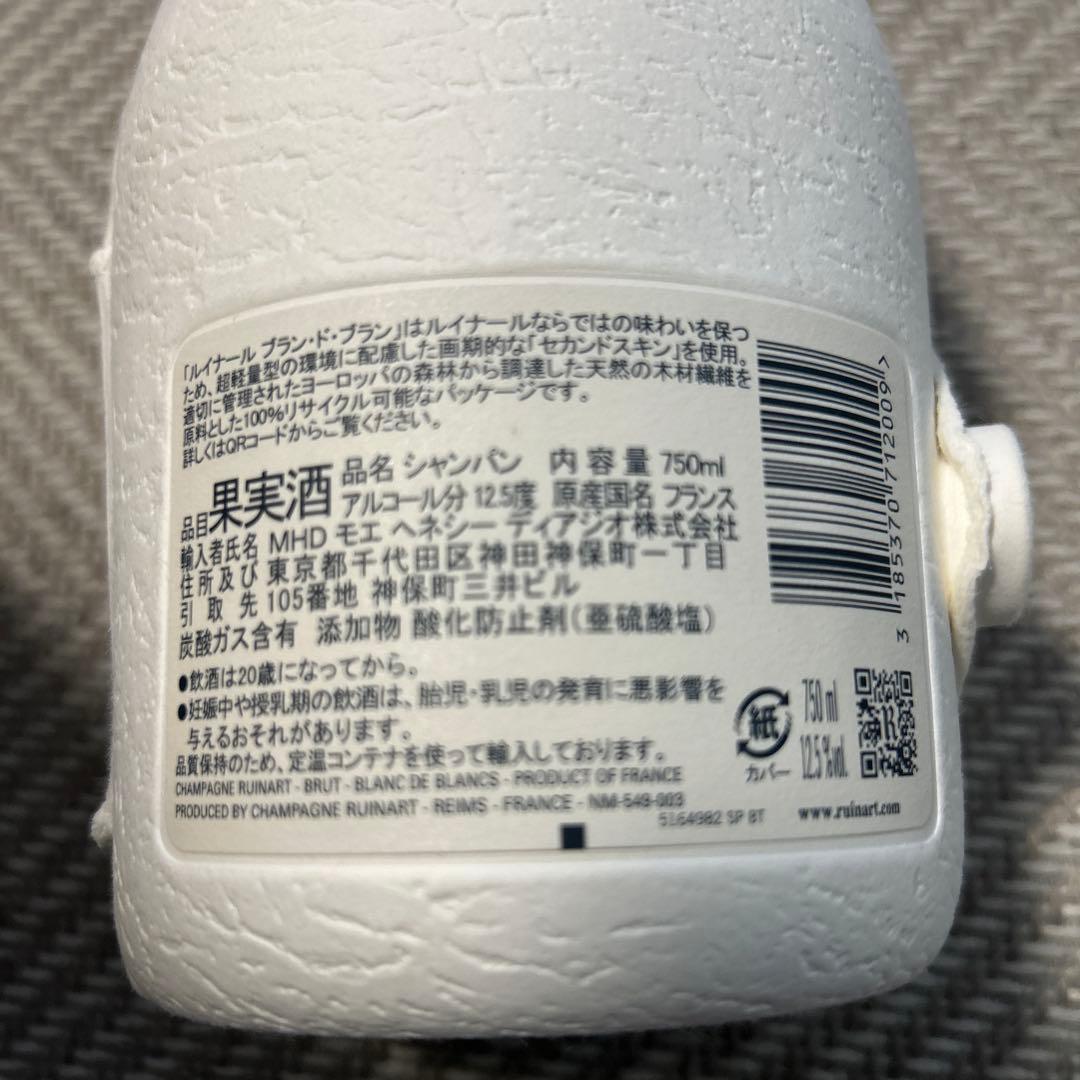 「ルイナール ブラン・ド・ブラン」はルイナールならではの味わいを保つ
ため、超軽量型の環境に配慮した画期的な「セカンドスキン」を使用。
適切に管理されたヨーロッパの森林から調達した天然の木材繊維を
原料とした100%リサイクル可能なパッケージです。
詳しくはQRコードからご覧ください。
品目 果実酒 品名 シャンパン 内容量 750ml
アルコール分 12.5度 原産国名 フランス
輸入者氏名 MHD モエ ヘネシー ディアジオ株式会社
住所及び 東京都千代田区神田神保町一丁目
引取先 105番地 神保町三井ビル
炭酸ガス含有 添加物 酸化防止剤(亜硫酸塩)
●飲酒は20歳になってから。
●妊娠中や授乳期の飲酒は、胎児・乳児の発育に悪影響を
与えるおそれがあります。
品質保持のため、定温コンテナを使って輸入しております。
CHAMPAGNE RUINART - BRUT - BLANC DE BLANCS - PRODUCT OF FRANCE
PRODUCED BY CHAMPAGNE RUINART - REIMS - FRANCE - NM-549-003
5164982 SP BT
3 185370 712009 >
紙
カバー
750 ml
12.5 %vol.
R
www.ruinart.com